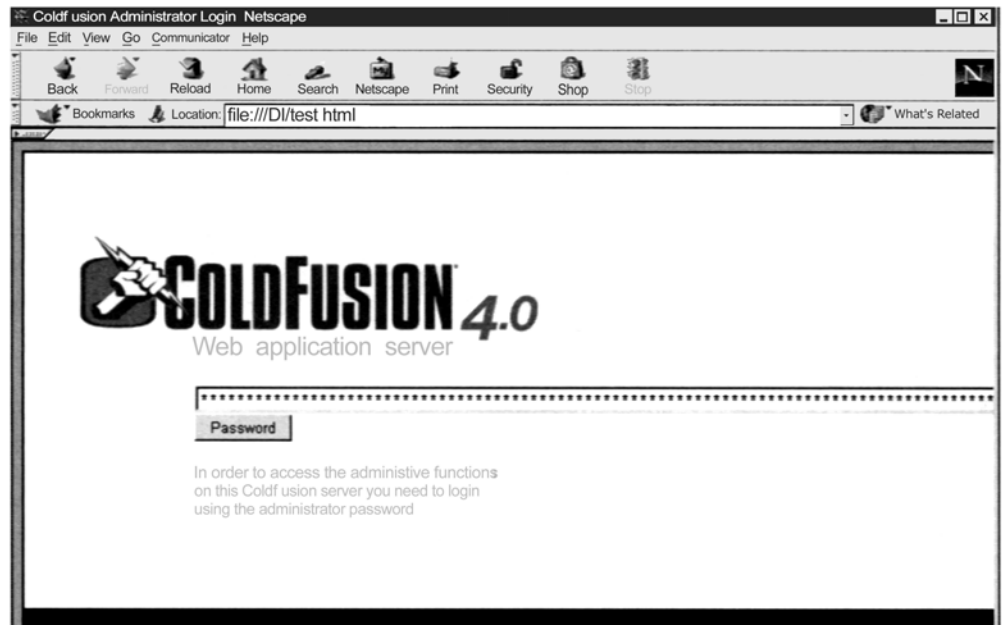 Coldf usion Administrator Login Netscape
File Edit View Go Communicator Help
Back Forward Reload Home Search Netscape Print Security Shop Stop
Bookmarks Location: file:///DI/test html What's Related
N
COLDFUSION 4.0
Web application server
**********************************************************************************
Password
In order to access the administive functions
on this Coldf usion server you need to login
using the administrator password